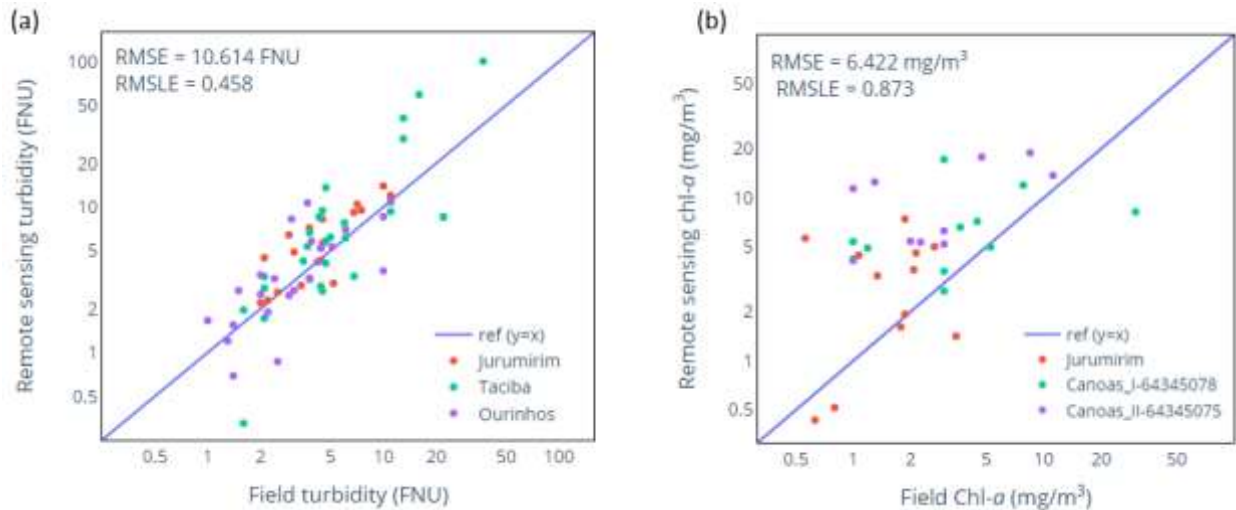 (a)
RMSE = 10.614 FNU
RMSLE = 0.458
Remote sensing turbidity (FNU)
100
50
20
10
5
2
1
0.5
ref (y=x)
Jurumirim
Taciba
Ourinhos
0.5 1 2 5 10 20 50 100
Field turbidity (FNU)
(b)
RMSE = 6.422 mg/m³
RMSLE = 0.873
Remote sensing chl-a (mg/m³)
50
20
10
5
2
1
0.5
ref (y=x)
Jurumirim
Canoas_I-64345078
Canoas_II-64345075
0.5 1 2 5 10 20 50
Field Chl-a (mg/m³)